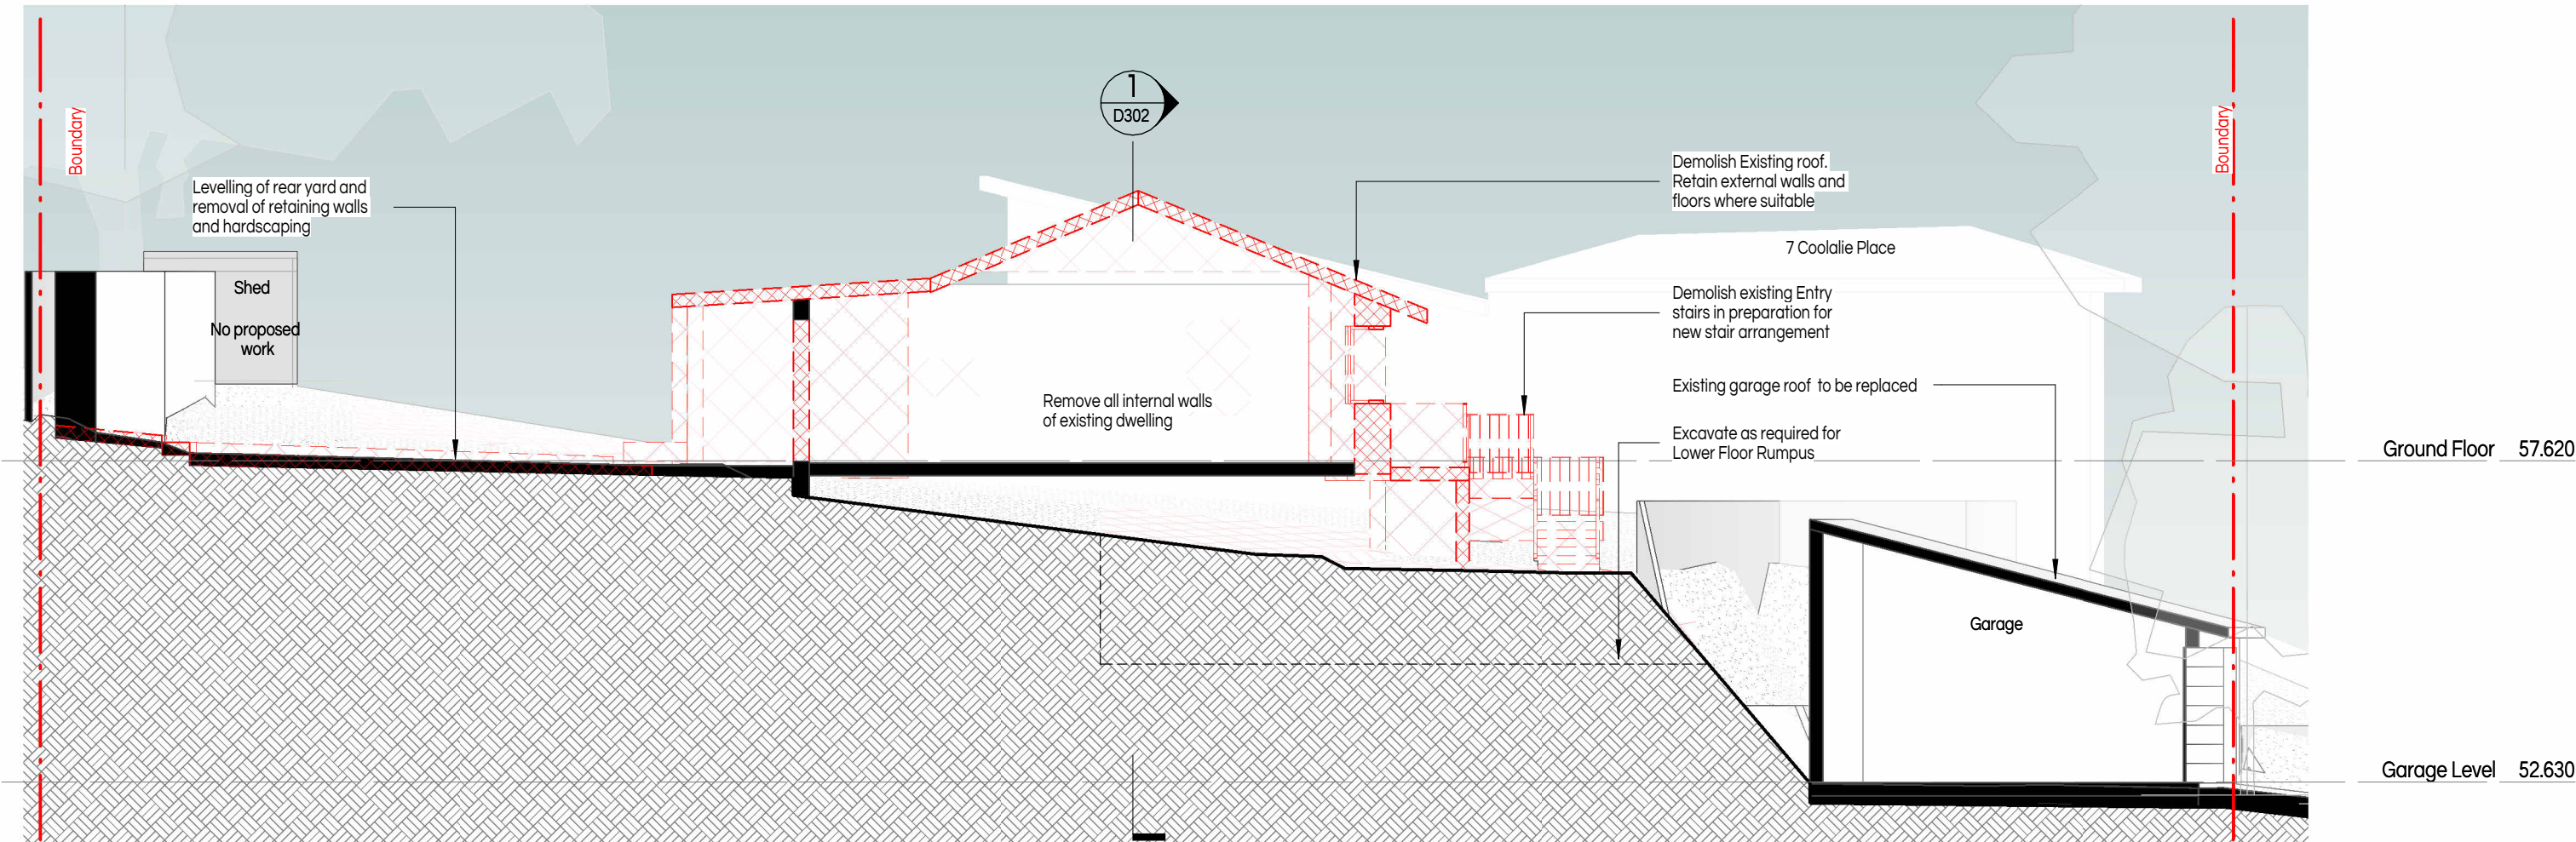 1
D302
Boundary
Boundary
Levelling of rear yard and
removal of retaining walls
and hardscaping
Demolish Existing roof.
Retain external walls and
floors where suitable
7 Coolalie Place
Shed
No proposed
work
Demolish existing Entry
stairs in preparation for
new stair arrangement
Remove all internal walls
of existing dwelling
Existing garage roof to be replaced
Excavate as required for
Lower Floor Rumpus
Ground Floor 57.620
Garage
Garage Level 52.630